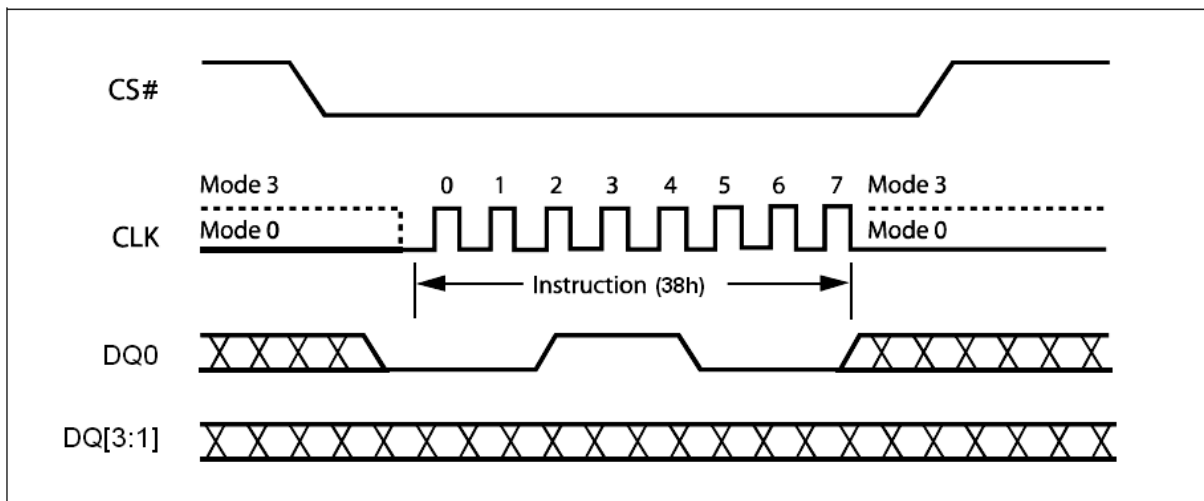 CS#
Mode 3 0 1 2 3 4 5 6 7 Mode 3
CLK Mode 0 Mode 0
Instruction (38h)
DQ0
DQ[3:1]